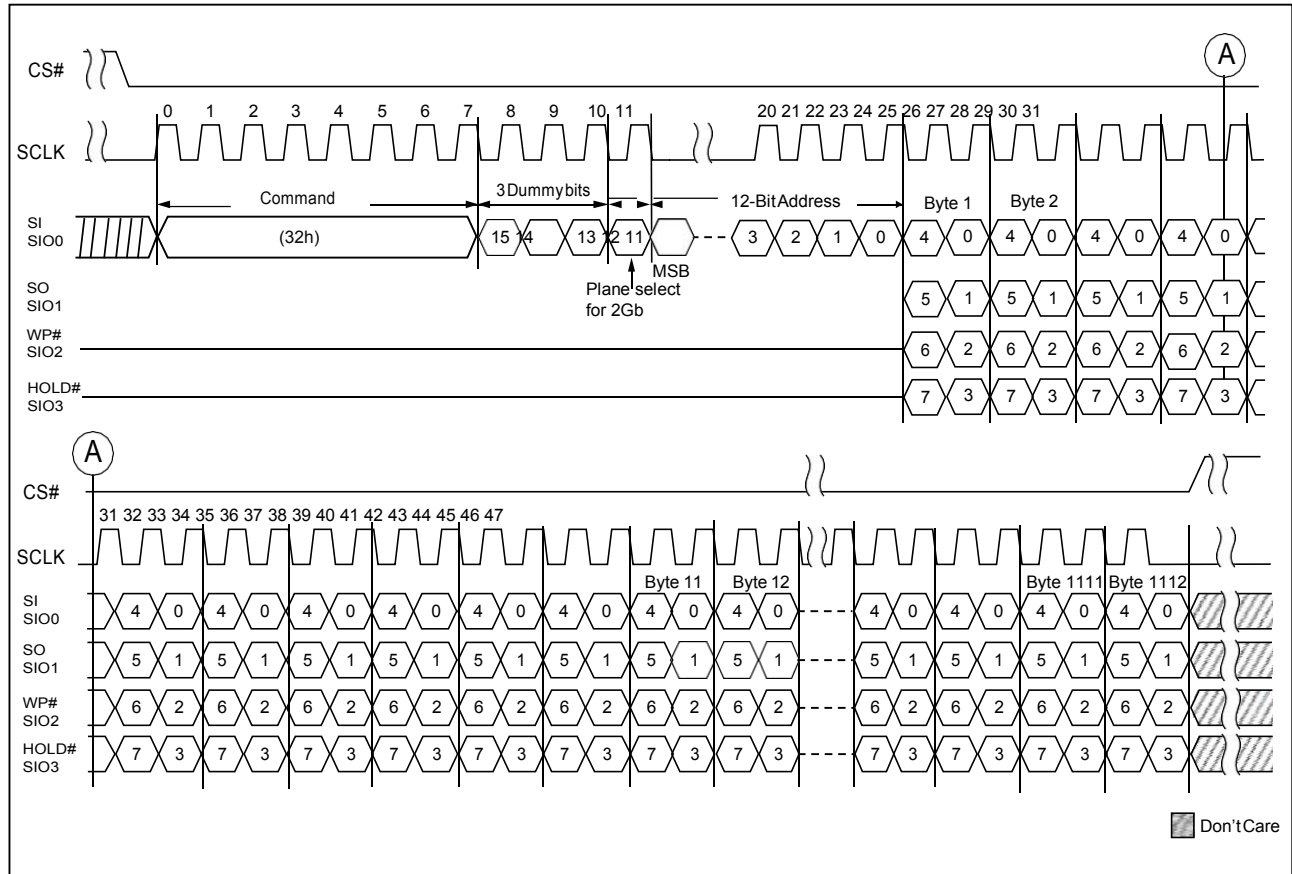 A
CS#
0 1 2 3 4 5 6 7 8 9 10 11 20 21 22 23 24 25 26 27 28 29 30 31
SCLK
Command 3 Dummy bits 12-Bit Address Byte 1 Byte 2
SI
SIO0
(32h) 15 14 13 12 11 3 2 1 0 4 0 4 0 4 0 4 0
MSB
Plane select
for 2Gb
SO
SIO1
5 1 5 1 5 1 5 1
WP#
SIO2
6 2 6 2 6 2 6 2
HOLD#
SIO3
7 3 7 3 7 3 7 3
A
CS#
31 32 33 34 35 36 37 38 39 40 41 42 43 44 45 46 47
SCLK
Byte 11 Byte 12 Byte 1111 Byte 1112
SI
SIO0
4 0 4 0 4 0 4 0 4 0 4 0 4 0 4 0 4 0 4 0 4 0 4 0
SO
SIO1
5 1 5 1 5 1 5 1 5 1 5 1 5 1 5 1 5 1 5 1 5 1 5 1
WP#
SIO2
6 2 6 2 6 2 6 2 6 2 6 2 6 2 6 2 6 2 6 2 6 2 6 2
HOLD#
SIO3
7 3 7 3 7 3 7 3 7 3 7 3 7 3 7 3 7 3 7 3 7 3 7 3
Don't Care